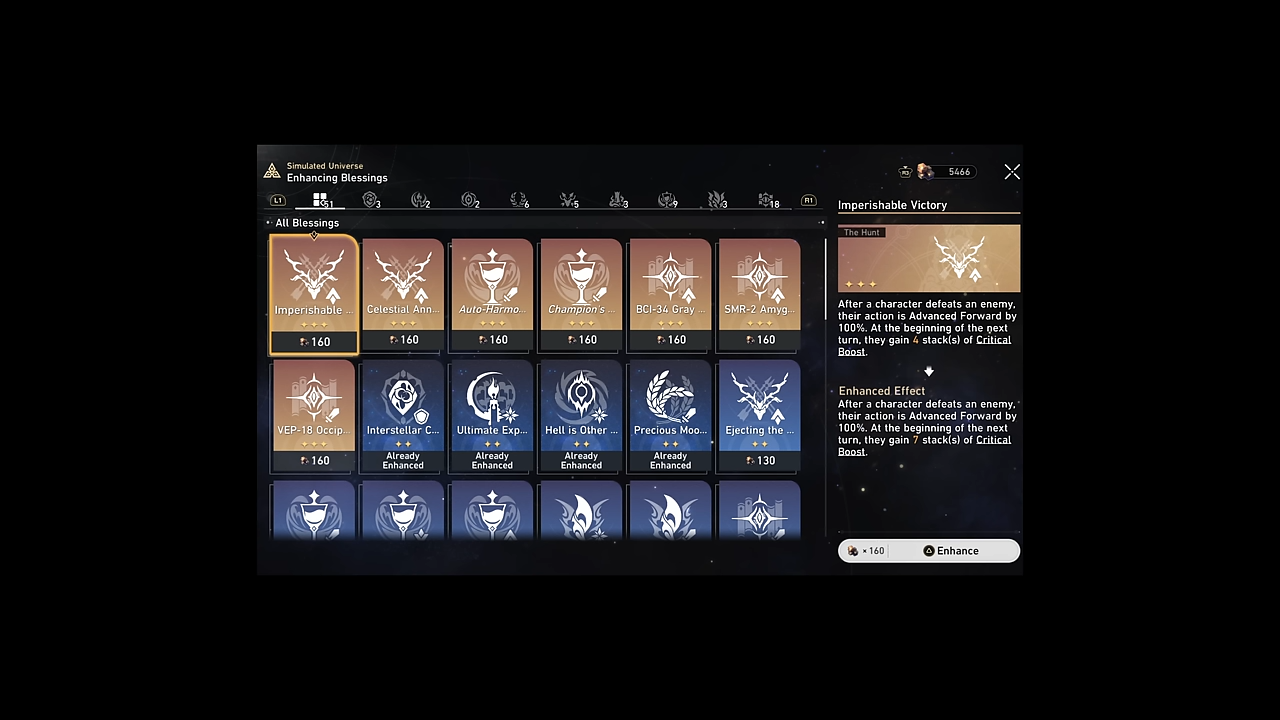 Simulated Universe
Enhancing Blessings
R3
5466
L1
51
3
2
2
6
5
3
9
3
18
R1
All Blessings
Imperishable ...
Celestial Ann...
Auto-Harmo...
Champion's ...
BCI-34 Gray ...
SMR-2 Amyg...
160
160
160
160
160
160
VEP-18 Occip...
Interstellar C...
Ultimate Exp...
Hell is Other ...
Precious Moo...
Ejecting the ...
160
Already
Enhanced
Already
Enhanced
Already
Enhanced
Already
Enhanced
130
Imperishable Victory
The Hunt
After a character defeats an enemy,
their action is Advanced Forward by
100%. At the beginning of the next
turn, they gain 4 stack(s) of Critical
Boost.
Enhanced Effect
After a character defeats an enemy,
their action is Advanced Forward by
100%. At the beginning of the next
turn, they gain 7 stack(s) of Critical
Boost.
×160
Enhance